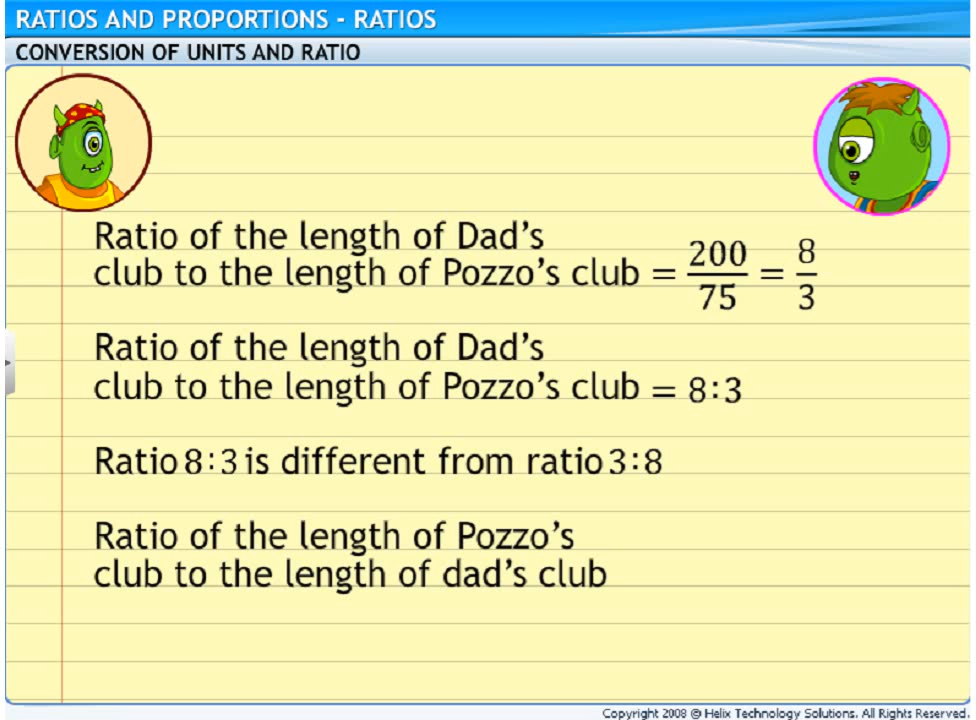 RATIOS AND PROPORTIONS - RATIOS
CONVERSION OF UNITS AND RATIO
Ratio of the length of Dad's
club to the length of Pozzo's club = 200/75 = 8/3
Ratio of the length of Dad's
club to the length of Pozzo's club = 8:3
Ratio 8:3 is different from ratio 3:8
Ratio of the length of Pozzo's
club to the length of dad's club
Copyright 2008 © Helix Technology Solutions. All Rights Reserved.